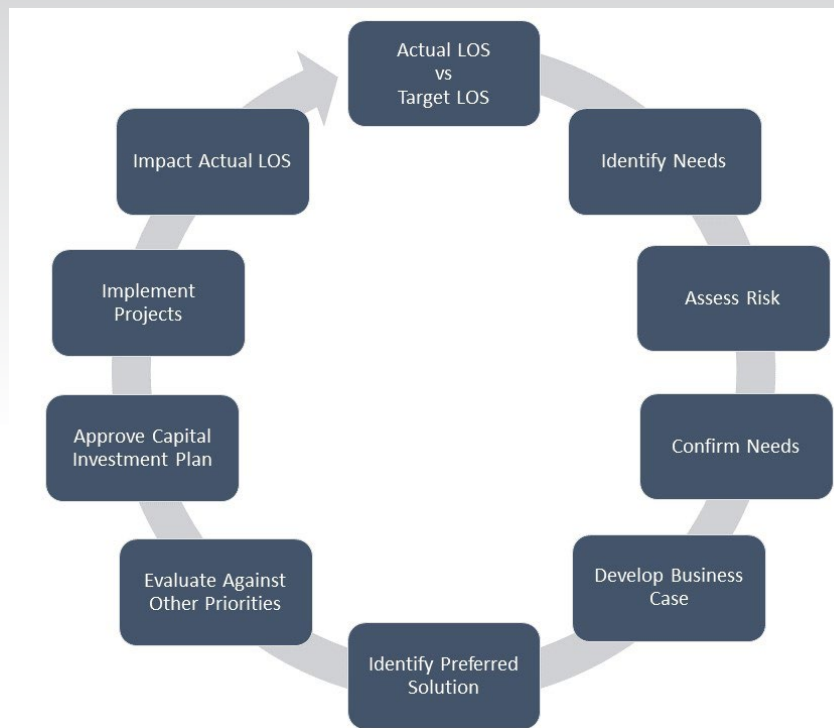 Actual LOS
vs
Target LOS
Identify Needs
Assess Risk
Confirm Needs
Develop Business
Case
Identify Preferred
Solution
Evaluate Against
Other Priorities
Approve Capital
Investment Plan
Implement
Projects
Impact Actual LOS